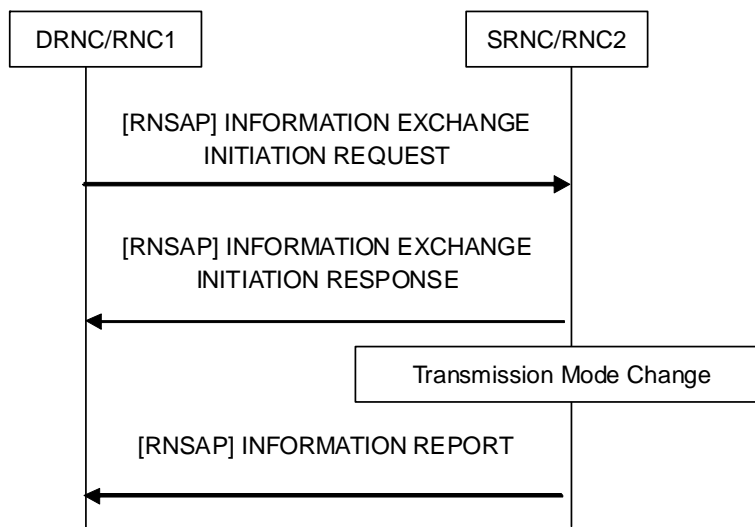 DRNC/RNC1
SRNC/RNC2
[RNSAP] INFORMATION EXCHANGE
INITIATION REQUEST
[RNSAP] INFORMATION EXCHANGE
INITIATION RESPONSE
Transmission Mode Change
[RNSAP] INFORMATION REPORT